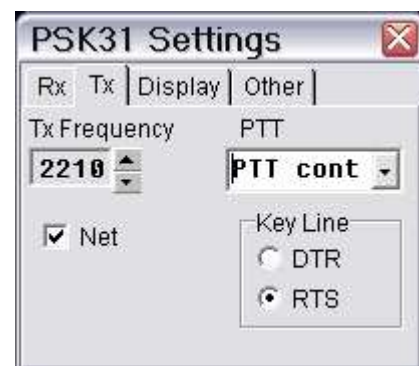 PSK31 Settings
Rx Tx Display Other
Tx Frequency PTT
2210 PTT cont
Net Key Line
DTR
RTS